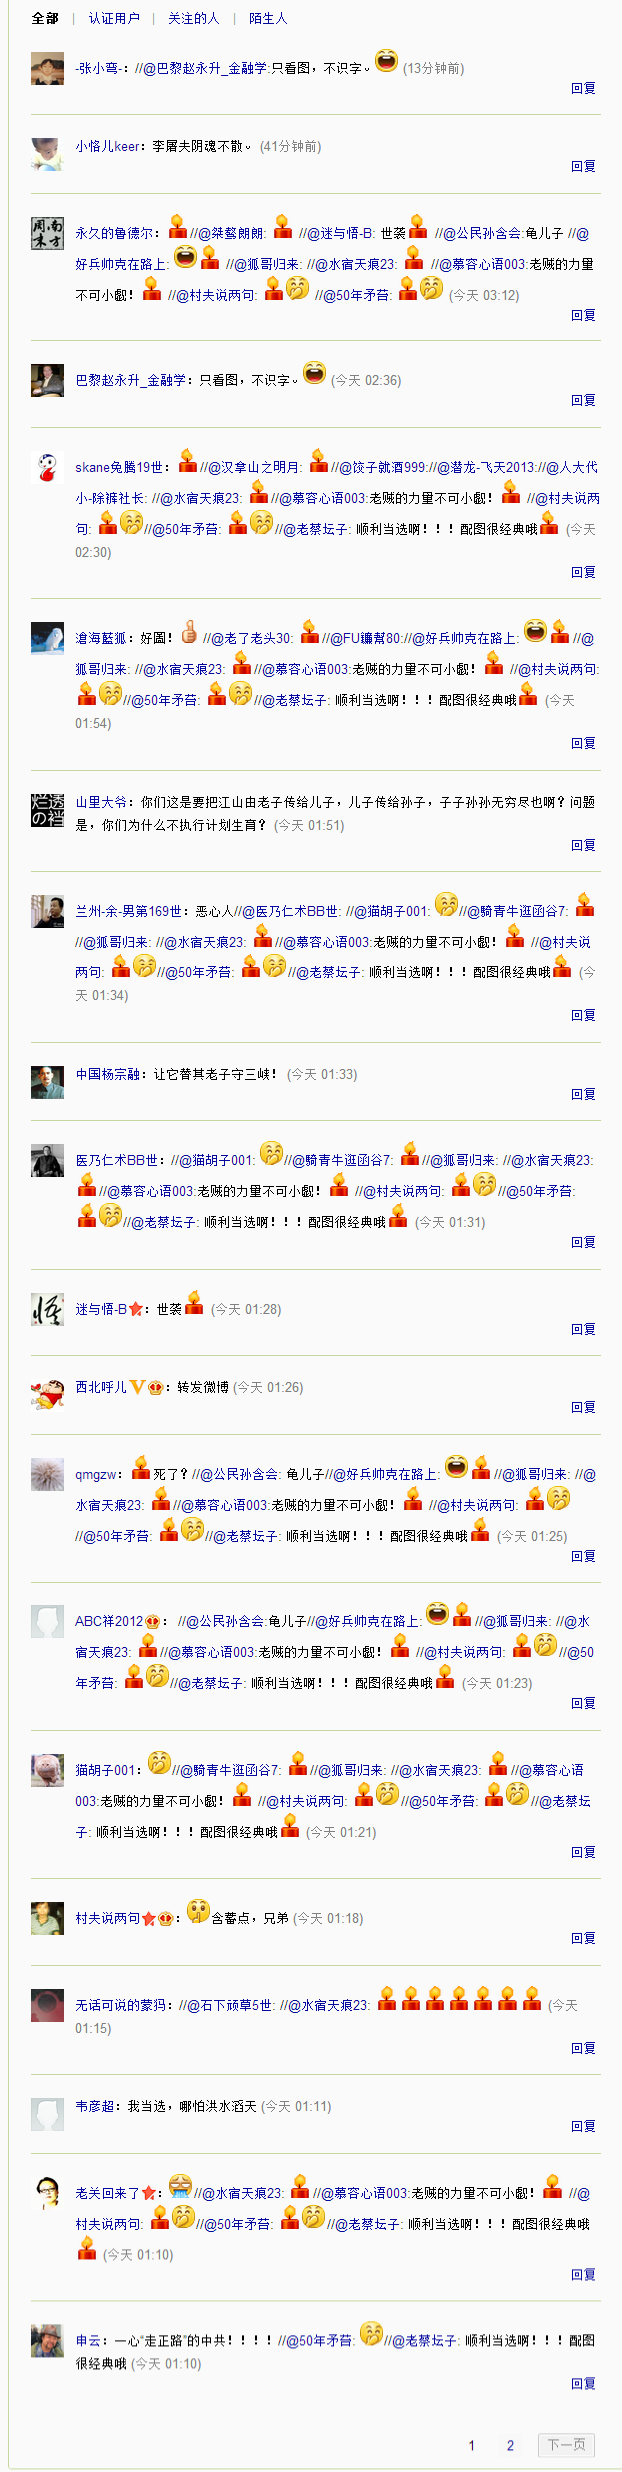 全部 | 认证用户 | 关注的人 | 陌生人
-张小弯-：//@巴黎赵永升_金融学:只看图，不识字。 (13分钟前)
回复
小恪儿keer：李屠夫阴魂不散。 (41分钟前)
回复
永久的鲁德尔： //@桀骜朗朗: //@迷与悟-B: 世袭 //@公民孙含会:龟儿子 //@
好兵帅克在路上: //@狐哥归来: //@水宿天痕23: //@慕容心语003:老贼的力量
不可小觑！ //@村夫说两句: //@50年矛苔: (今天 03:12)
回复
巴黎赵永升_金融学：只看图，不识字。 (今天 02:36)
回复
skane兔腾19世： //@汉拿山之明月: //@饺子就酒999://@潜龙-飞天2013://@人大代
小-除裤社长: //@水宿天痕23: //@慕容心语003:老贼的力量不可小觑！ //@村夫说两
句: //@50年矛苔: //@老蔡坛子: 顺利当选啊！！！配图很经典哦 (今天
02:30)
回复
滄海藍狐：好圖！ //@老了老头30: //@FU鐮幫80://@好兵帅克在路上: //@
狐哥归来: //@水宿天痕23: //@慕容心语003:老贼的力量不可小觑！ //@村夫说两句:
//@50年矛苔: //@老蔡坛子: 顺利当选啊！！！配图很经典哦 (今天
01:54)
回复
山里大爷：你们这是要把江山由老子传给儿子，儿子传给孙子，子子孙孙无穷尽也啊？问题
是，你们为什么不执行计划生育？ (今天 01:51)
回复
兰州-余-男第169世：恶心人//@医乃仁术BB世: //@猫胡子001: //@騎青牛逛函谷7:
//@狐哥归来: //@水宿天痕23: //@慕容心语003:老贼的力量不可小觑！ //@村夫说
两句: //@50年矛苔: //@老蔡坛子: 顺利当选啊！！！配图很经典哦 (今
天 01:34)
回复
中国杨宗融：让它替其老子守三峡！ (今天 01:33)
回复
医乃仁术BB世：//@猫胡子001: //@騎青牛逛函谷7: //@狐哥归来: //@水宿天痕23:
//@慕容心语003:老贼的力量不可小觑！ //@村夫说两句: //@50年矛苔:
//@老蔡坛子: 顺利当选啊！！！配图很经典哦 (今天 01:31)
回复
迷与悟-B：世袭 (今天 01:28)
回复
西北呼儿V：转发微博 (今天 01:26)
回复
qmgzw： 死了？//@公民孙含会: 龟儿子//@好兵帅克在路上: //@狐哥归来: //@
水宿天痕23: //@慕容心语003:老贼的力量不可小觑！ //@村夫说两句:
//@50年矛苔: //@老蔡坛子: 顺利当选啊！！！配图很经典哦 (今天 01:25)
回复
ABC祥2012： //@公民孙含会:龟儿子//@好兵帅克在路上: //@狐哥归来: //@水
宿天痕23: //@慕容心语003:老贼的力量不可小觑！ //@村夫说两句: //@50
年矛苔: //@老蔡坛子: 顺利当选啊！！！配图很经典哦 (今天 01:23)
回复
猫胡子001： //@騎青牛逛函谷7: //@狐哥归来: //@水宿天痕23: //@慕容心语
003:老贼的力量不可小觑！ //@村夫说两句: //@50年矛苔: //@老蔡坛
子: 顺利当选啊！！！配图很经典哦 (今天 01:21)
回复
村夫说两句： 含蓄点，兄弟 (今天 01:18)
回复
无话可说的蒙犸：//@石下顽草5世: //@水宿天痕23: (今天
01:15)
回复
韦彦超：我当选，哪怕洪水滔天 (今天 01:11)
回复
老关回来了： //@水宿天痕23: //@慕容心语003:老贼的力量不可小觑！ //@
村夫说两句: //@50年矛苔: //@老蔡坛子: 顺利当选啊！！！配图很经典哦
(今天 01:10)
回复
申云：一心“走正路”的中共！！！！//@50年矛苔: //@老蔡坛子: 顺利当选啊！！！配图
很经典哦 (今天 01:10)
回复
1 2 下一页